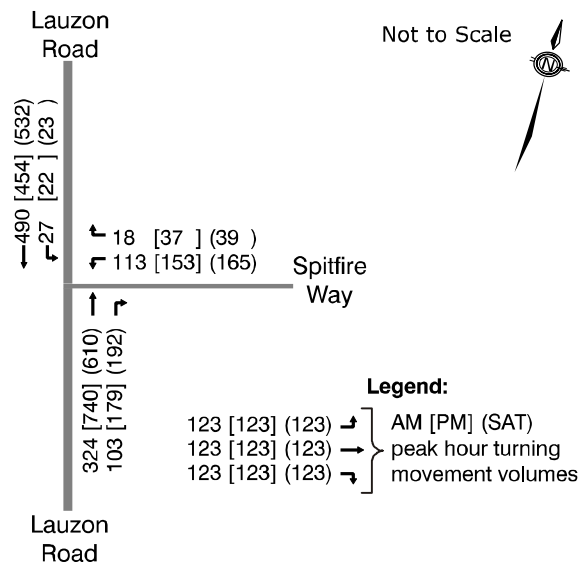 Lauzon
Road
Not to Scale
N
490 [454] (532)
27 [22 ] (23 )
18 [37 ] (39 )
113 [153] (165)
Spitfire
Way
324 [740] (610)
103 [179] (192)
Legend:
123 [123] (123)
123 [123] (123)
123 [123] (123)
AM [PM] (SAT)
peak hour turning
movement volumes
Lauzon
Road